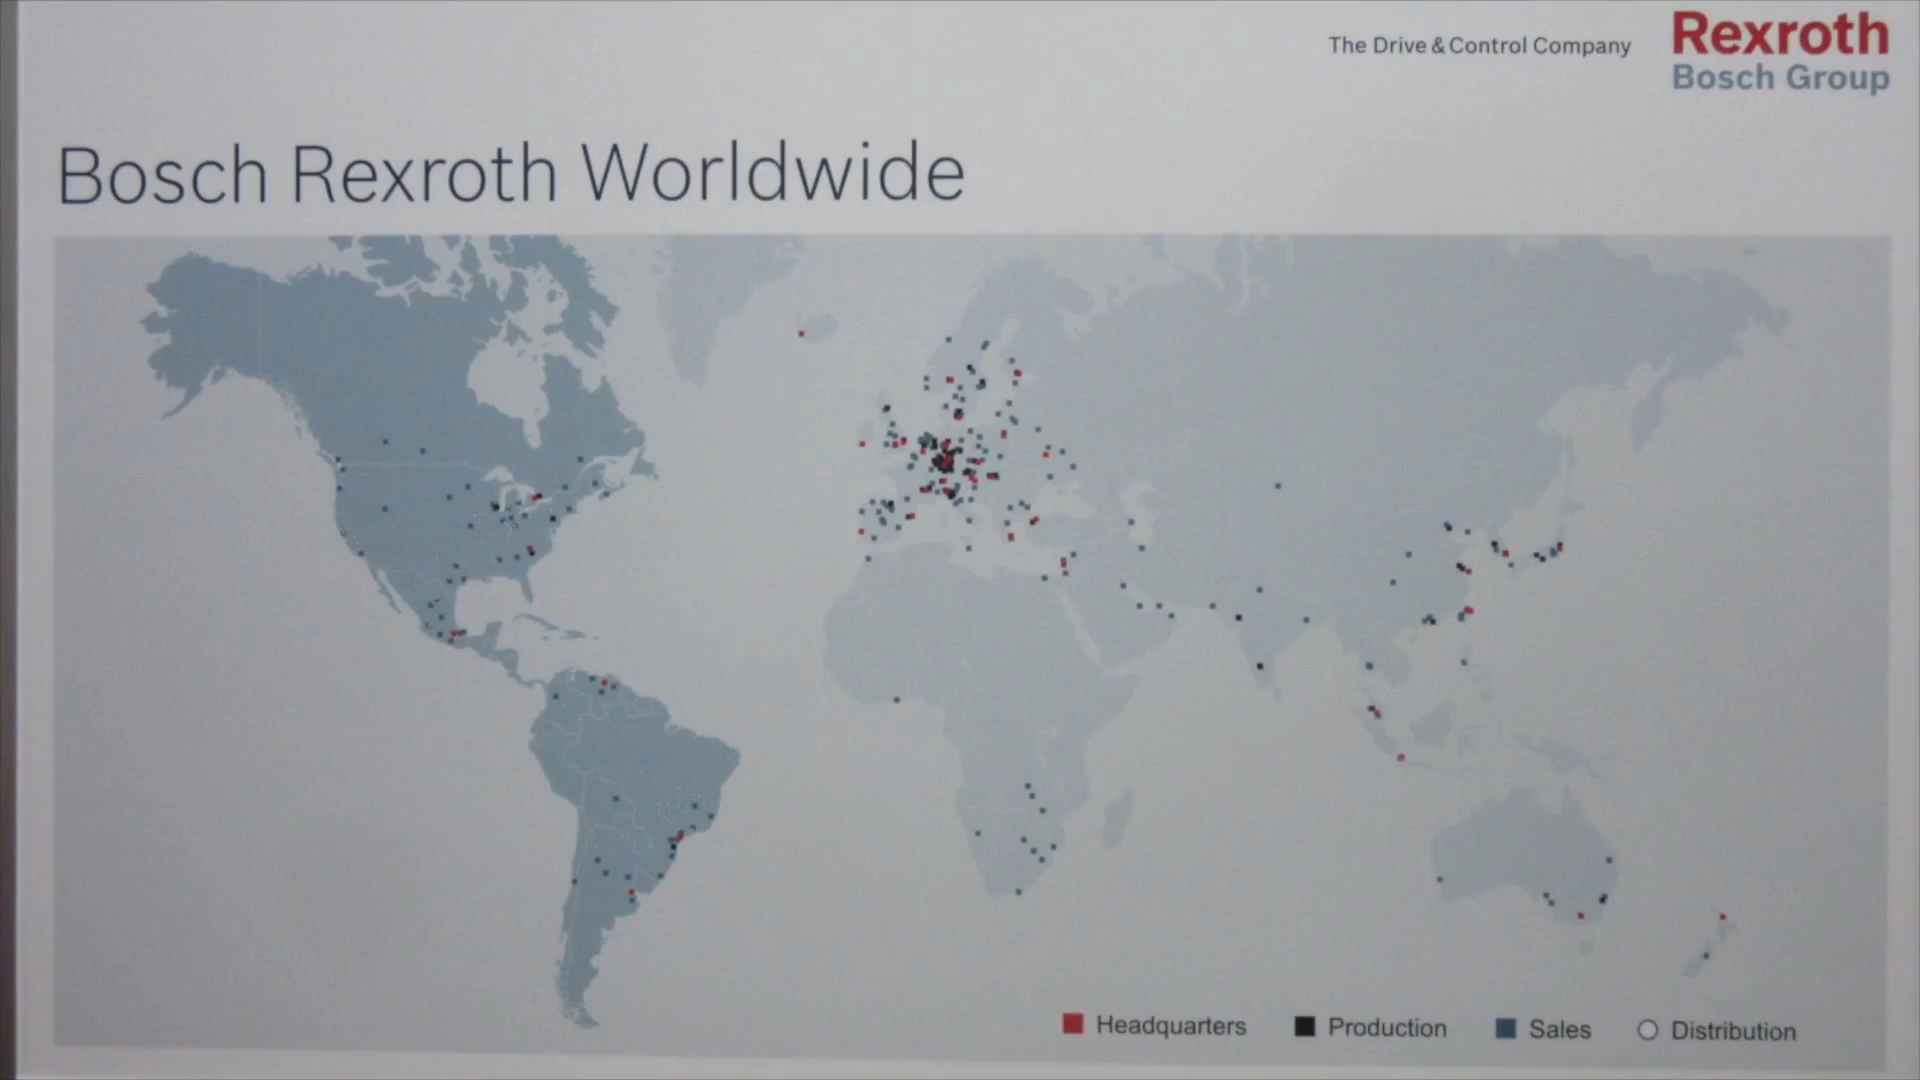 The Drive & Control Company
Rexroth
Bosch Group
Bosch Rexroth Worldwide
Headquarters
Production
Sales
Distribution